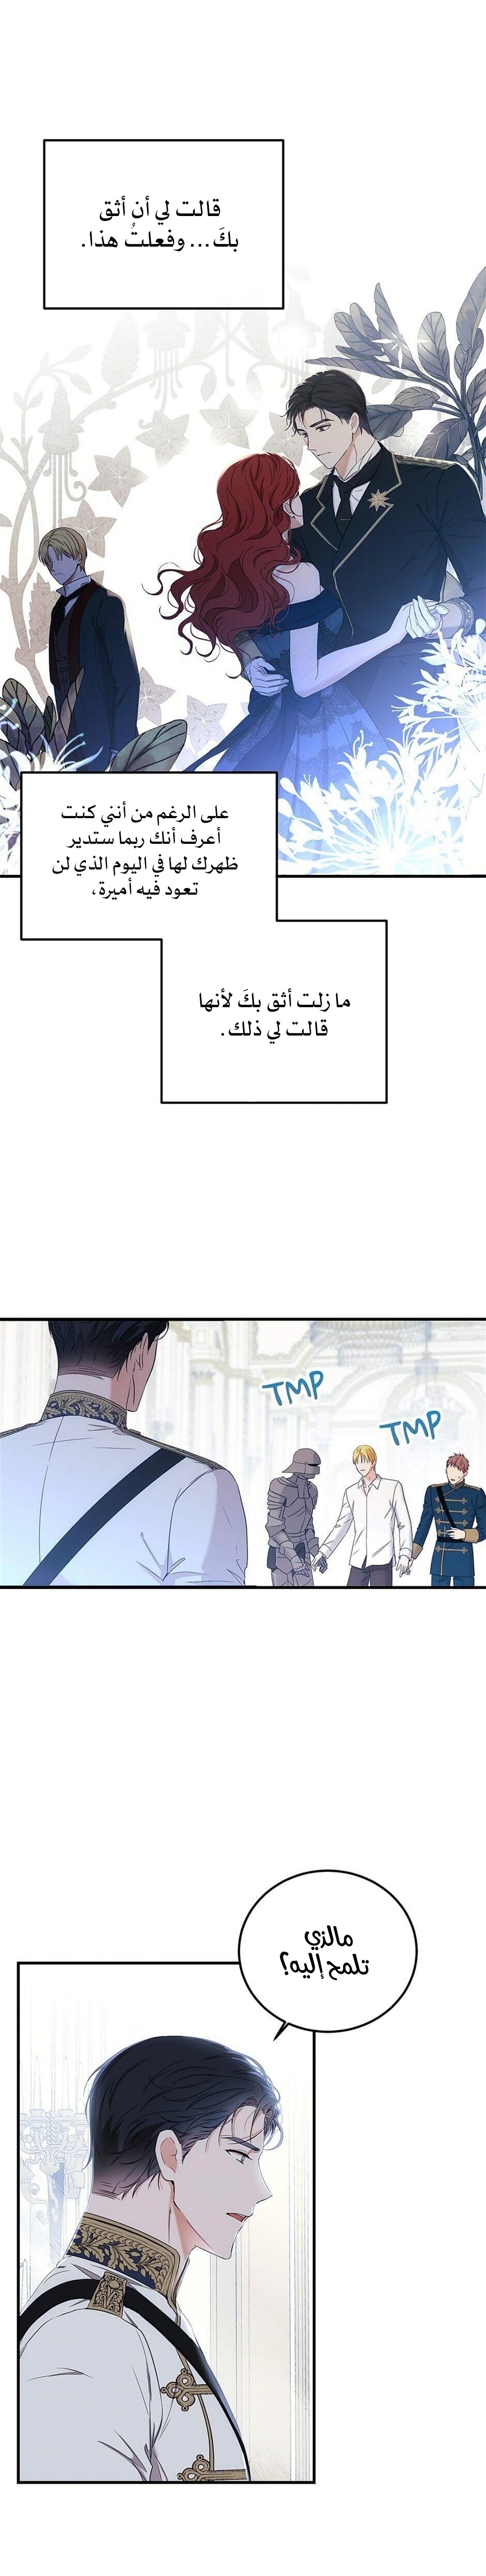 قالت لي أن أثق
بكَ... وفعلتُ هذا.
على الرغم من أنني كنت
أعرف أنك ربما ستدير
ظهرك لها في اليوم الذي لن
تعود فيه أميرة،
ما زلت أثق بكَ لأنها
قالت لي ذلك.
TMP
TMP
مالزي
تلمح إليه؟